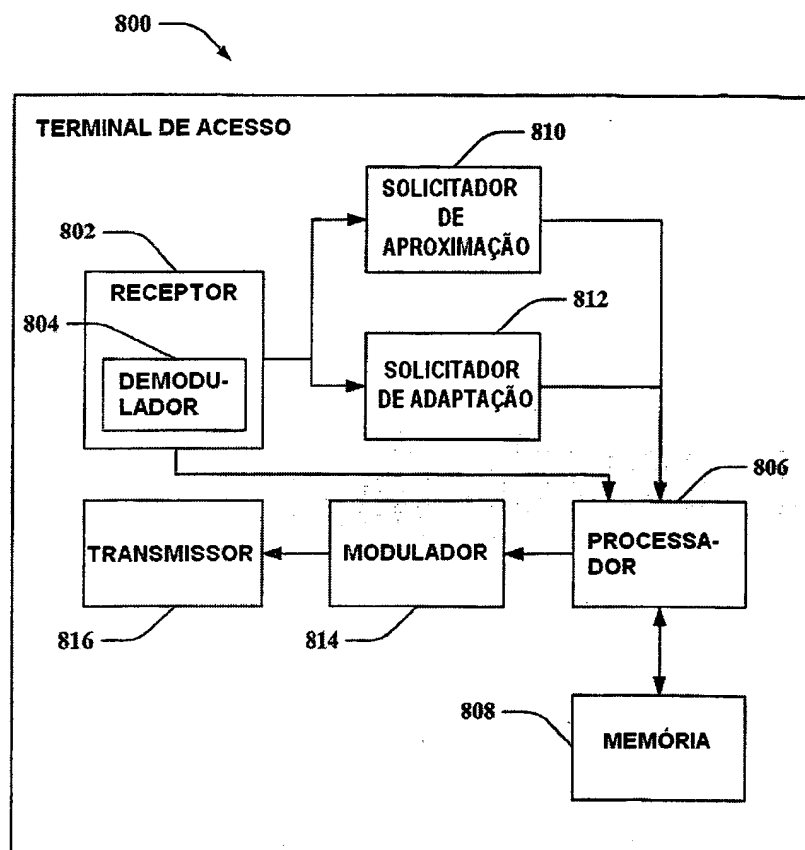 800
TERMINAL DE ACESSO
810
SOLICITADOR
DE
APROXIMAÇÃO
802
RECEPTOR
804
DEMODU-
LADOR
812
SOLICITADOR
DE ADAPTAÇÃO
806
TRANSMISSOR
MODULADOR
PROCESSA-
DOR
816
814
808
MEMÓRIA